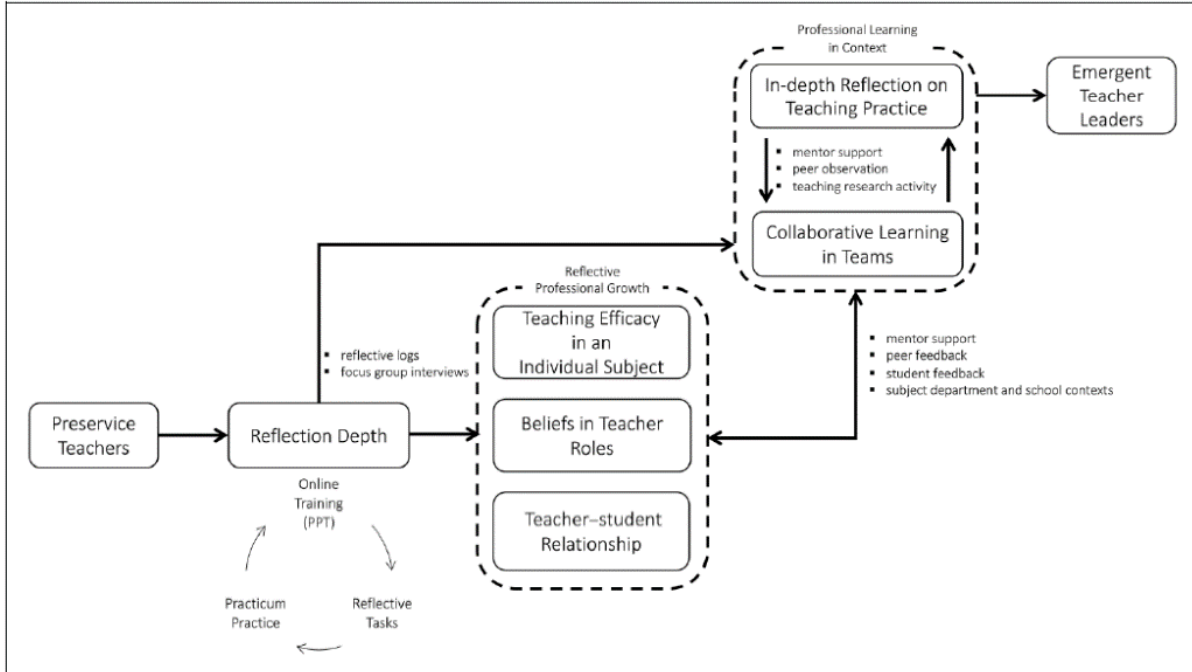 Professional Learning
in Context
In-depth Reflection on
Teaching Practice
Emergent
Teacher
Leaders
▪ mentor support
▪ peer observation
▪ teaching research activity
Collaborative Learning
in Teams
Reflective
Professional Growth
Teaching Efficacy
in an
Individual Subject
▪ reflective logs
▪ focus group interviews
▪ mentor support
▪ peer feedback
▪ student feedback
▪ subject department and school contexts
Preservice
Teachers
Reflection Depth
Beliefs in Teacher
Roles
Online
Training
(PPT)
Teacher–student
Relationship
Practicum
Practice
Reflective
Tasks